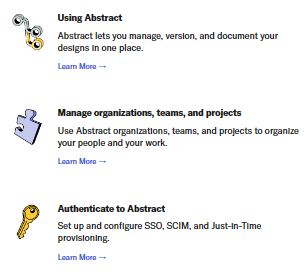 Using Abstract
Abstract lets you manage, version, and document your
designs in one place.
Learn More →
Manage organizations, teams, and projects
Use Abstract organizations, teams, and projects to organize
your people and your work.
Learn More →
Authenticate to Abstract
Set up and configure SSO, SCIM, and Just-in-Time
provisioning.
Learn More →